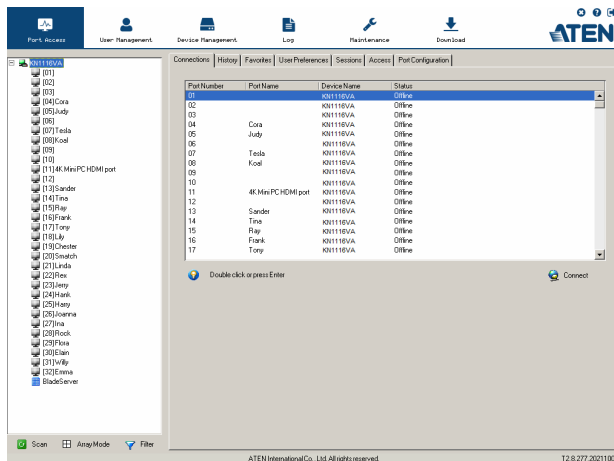 Port Access
User Management
Device Management
Log
Maintenance
Download
ATEN
KN1116VA
[01]
[02]
[03]
[04]Cora
[05]Judy
[06]
[07]Tesla
[08]Koal
[09]
[10]
[11]4K Mini PC HDMI port
[12]
[13]Sander
[14]Tina
[15]Ray
[16]Frank
[17]Tony
[18]Lily
[19]Chester
[20]Smatch
[21]Linda
[22]Rex
[23]Jerry
[24]Hank
[25]Harry
[26]Joanna
[27]Ina
[28]Rock
[29]Flora
[30]Elain
[31]Willy
[32]Emma
BladeServer
Scan Array Mode Filter
Connections History Favorites User Preferences Sessions Access Port Configuration
Port Number Port Name Device Name Status
01 KN1116VA Offline
02 KN1116VA Offline
03 KN1116VA Offline
04 Cora KN1116VA Offline
05 Judy KN1116VA Offline
06 KN1116VA Offline
07 Tesla KN1116VA Offline
08 Koal KN1116VA Offline
09 KN1116VA Offline
10 KN1116VA Offline
11 4K Mini PC HDMI port KN1116VA Offline
12 KN1116VA Offline
13 Sander KN1116VA Offline
14 Tina KN1116VA Offline
15 Ray KN1116VA Offline
16 Frank KN1116VA Offline
17 Tony KN1116VA Offline
Double click or press Enter
Connect
ATEN International Co., Ltd. All rights reserved.
T2.8.277.2021100